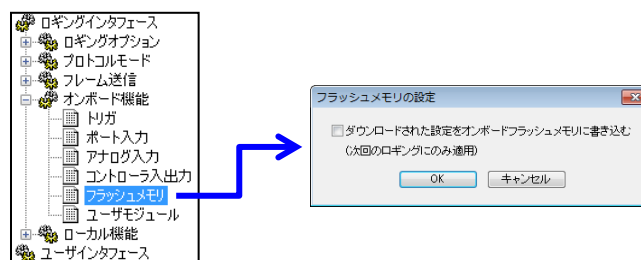 ロギングインタフェース
ロギングオプション
プロトコルモード
フレーム送信
オンボード機能
トリガ
ポート入力
アナログ入力
コントローラ入出力
フラッシュメモリ
ユーザモジュール
ローカル機能
ユーザインタフェース
フラッシュメモリの設定
ダウンロードされた設定をオンボードフラッシュメモリに書き込む
(次回のロギングにのみ適用)
OK
キャンセル